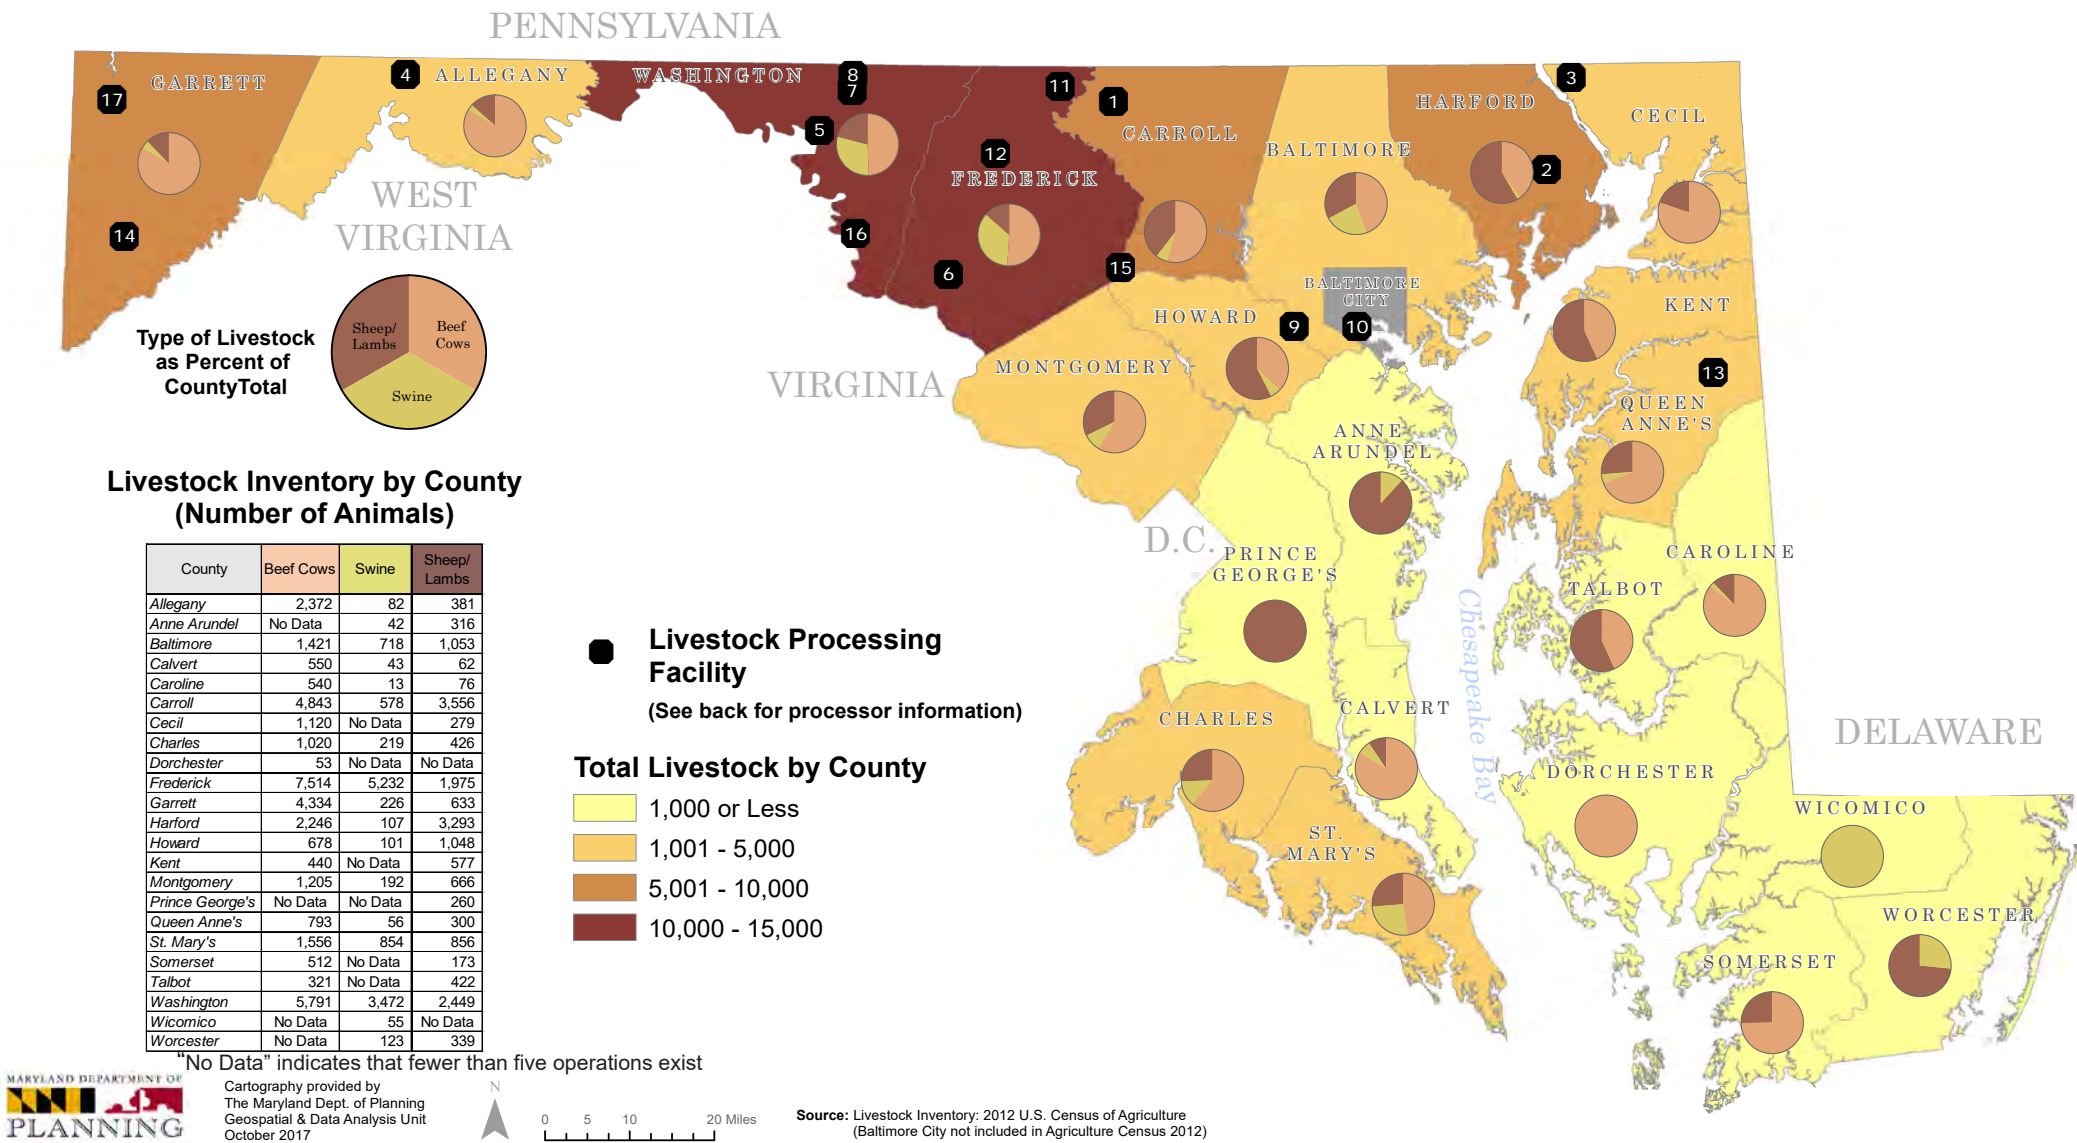 PENNSYLVANIA
GARRETT
ALLEGANY
WASHINGTON
FREDERICK
CARROLL
BALTIMORE
HARFORD
CECIL
17
4
8
7
5
11
1
12
3
2
14
16
6
15
WEST
VIRGINIA
BALTIMORE
CITY
HOWARD
9
10
KENT
13
MONTGOMERY
VIRGINIA
QUEEN
ANNE'S
ANNE
ARUNDEL
D.C.
PRINCE
GEORGE'S
CAROLINE
TALBOT
Chesapeake Bay
CHARLES
CALVERT
DELAWARE
DORCHESTER
WICOMICO
ST.
MARY'S
WORCESTER
SOMERSET
Type of Livestock
as Percent of
CountyTotal
Sheep/
Lambs
Beef
Cows
Swine
Livestock Inventory by County
(Number of Animals)
County Beef Cows Swine Sheep/
Lambs
Allegany 2,372 82 381
Anne Arundel No Data 42 316
Baltimore 1,421 718 1,053
Calvert 550 43 62
Caroline 540 13 76
Carroll 4,843 578 3,556
Cecil 1,120 No Data 279
Charles 1,020 219 426
Dorchester 53 No Data No Data
Frederick 7,514 5,232 1,975
Garrett 4,334 226 633
Harford 2,246 107 3,293
Howard 678 101 1,048
Kent 440 No Data 577
Montgomery 1,205 192 666
Prince George's No Data No Data 260
Queen Anne's 793 56 300
St. Mary's 1,556 854 856
Somerset 512 No Data 173
Talbot 321 No Data 422
Washington 5,791 3,472 2,449
Wicomico No Data 55 No Data
Worcester No Data 123 339
“No Data” indicates that fewer than five operations exist
Livestock Processing
Facility
(See back for processor information)
Total Livestock by County
1,000 or Less
1,001 - 5,000
5,001 - 10,000
10,000 - 15,000
MARYLAND DEPARTMENT OF
PLANNING
Cartography provided by
The Maryland Dept. of Planning
Geospatial & Data Analysis Unit
October 2017
N
0 5 10 20 Miles
Source: Livestock Inventory: 2012 U.S. Census of Agriculture
(Baltimore City not included in Agriculture Census 2012)